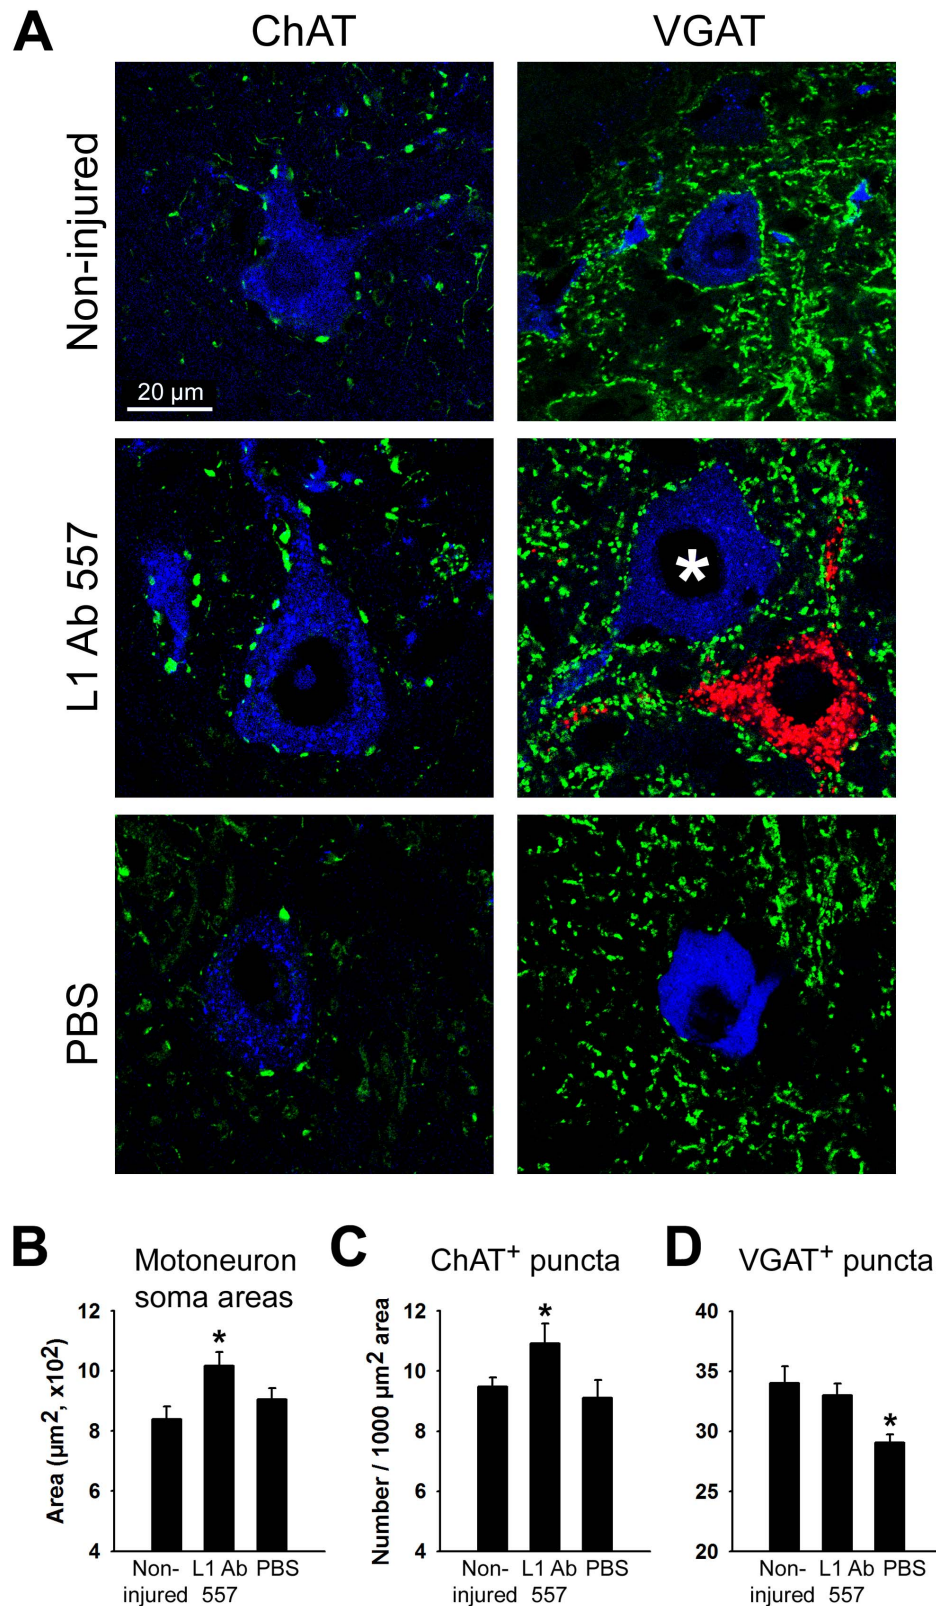 A
ChAT
VGAT
Non-injured
20 µm
L1 Ab 557
*
PBS
B
Motoneuron
soma areas
Area (µm², x10²)
12
10
8
6
4
*
Non-
injured
L1 Ab
557
PBS
C
ChAT⁺ puncta
Number / 1000 µm² area
12
10
8
6
4
*
Non-
injured
L1 Ab
557
PBS
D
VGAT⁺ puncta
40
35
30
25
20
*
Non-
injured
L1 Ab
557
PBS